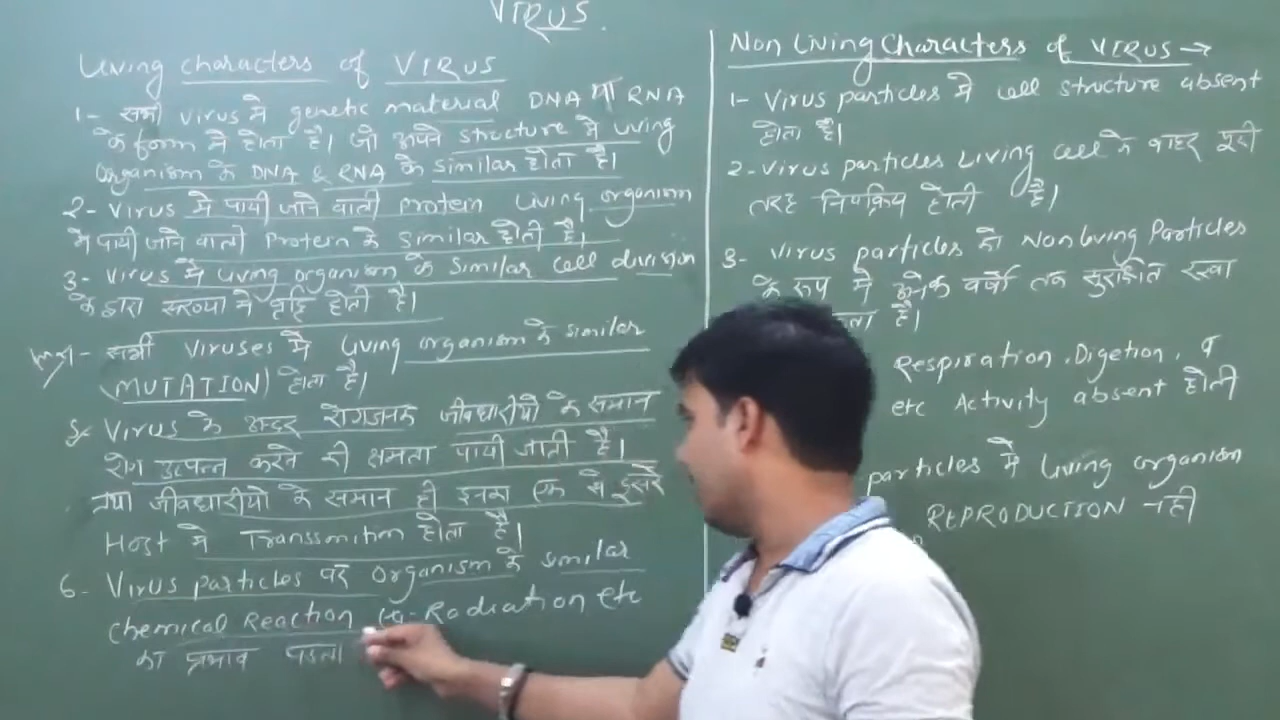 VIRUS.
Living characters of VIRUS
1- सभी virus मे genetic material DNA या RNA
के form मे होता है। जो अपने structure मे living
organism के DNA & RNA के similar होता है।
2- Virus मे पायी जाने वाली protein living organism
मे पायी जाने वाली Protein के similar होती है।
3- Virus मे living organism के similar cell division
के द्वारा संख्या मे वृद्धि होती है।
- सभी viruses मे living organism के similar
(MUTATION) होता है।
5- Virus के अन्दर रोगजनक जीवधारीयो के समान
रोग उत्पन्न करने की क्षमता पायी जाती है।
तथा जीवधारीयो के समान ही इनका एक से दूसरे
Host मे Transsmition होता है।
6- Virus particles पर organism के similar
chemical Reaction एव Radiation etc
का प्रभाव पडता
Non Living Characters of VIRUS →
1- Virus particles मे cell structure absent
होता है।
2- Virus particles Living cell के बाहर पूरी
तरह निष्क्रिय होती है।
3- Virus particles को Nonliving Particles
के रूप मे अनेक वर्षो तक सुरक्षित रखा
है।
Respiration, Digetion, व
etc Activity absent होती
particles मे living organism
REPRODUCTION नही